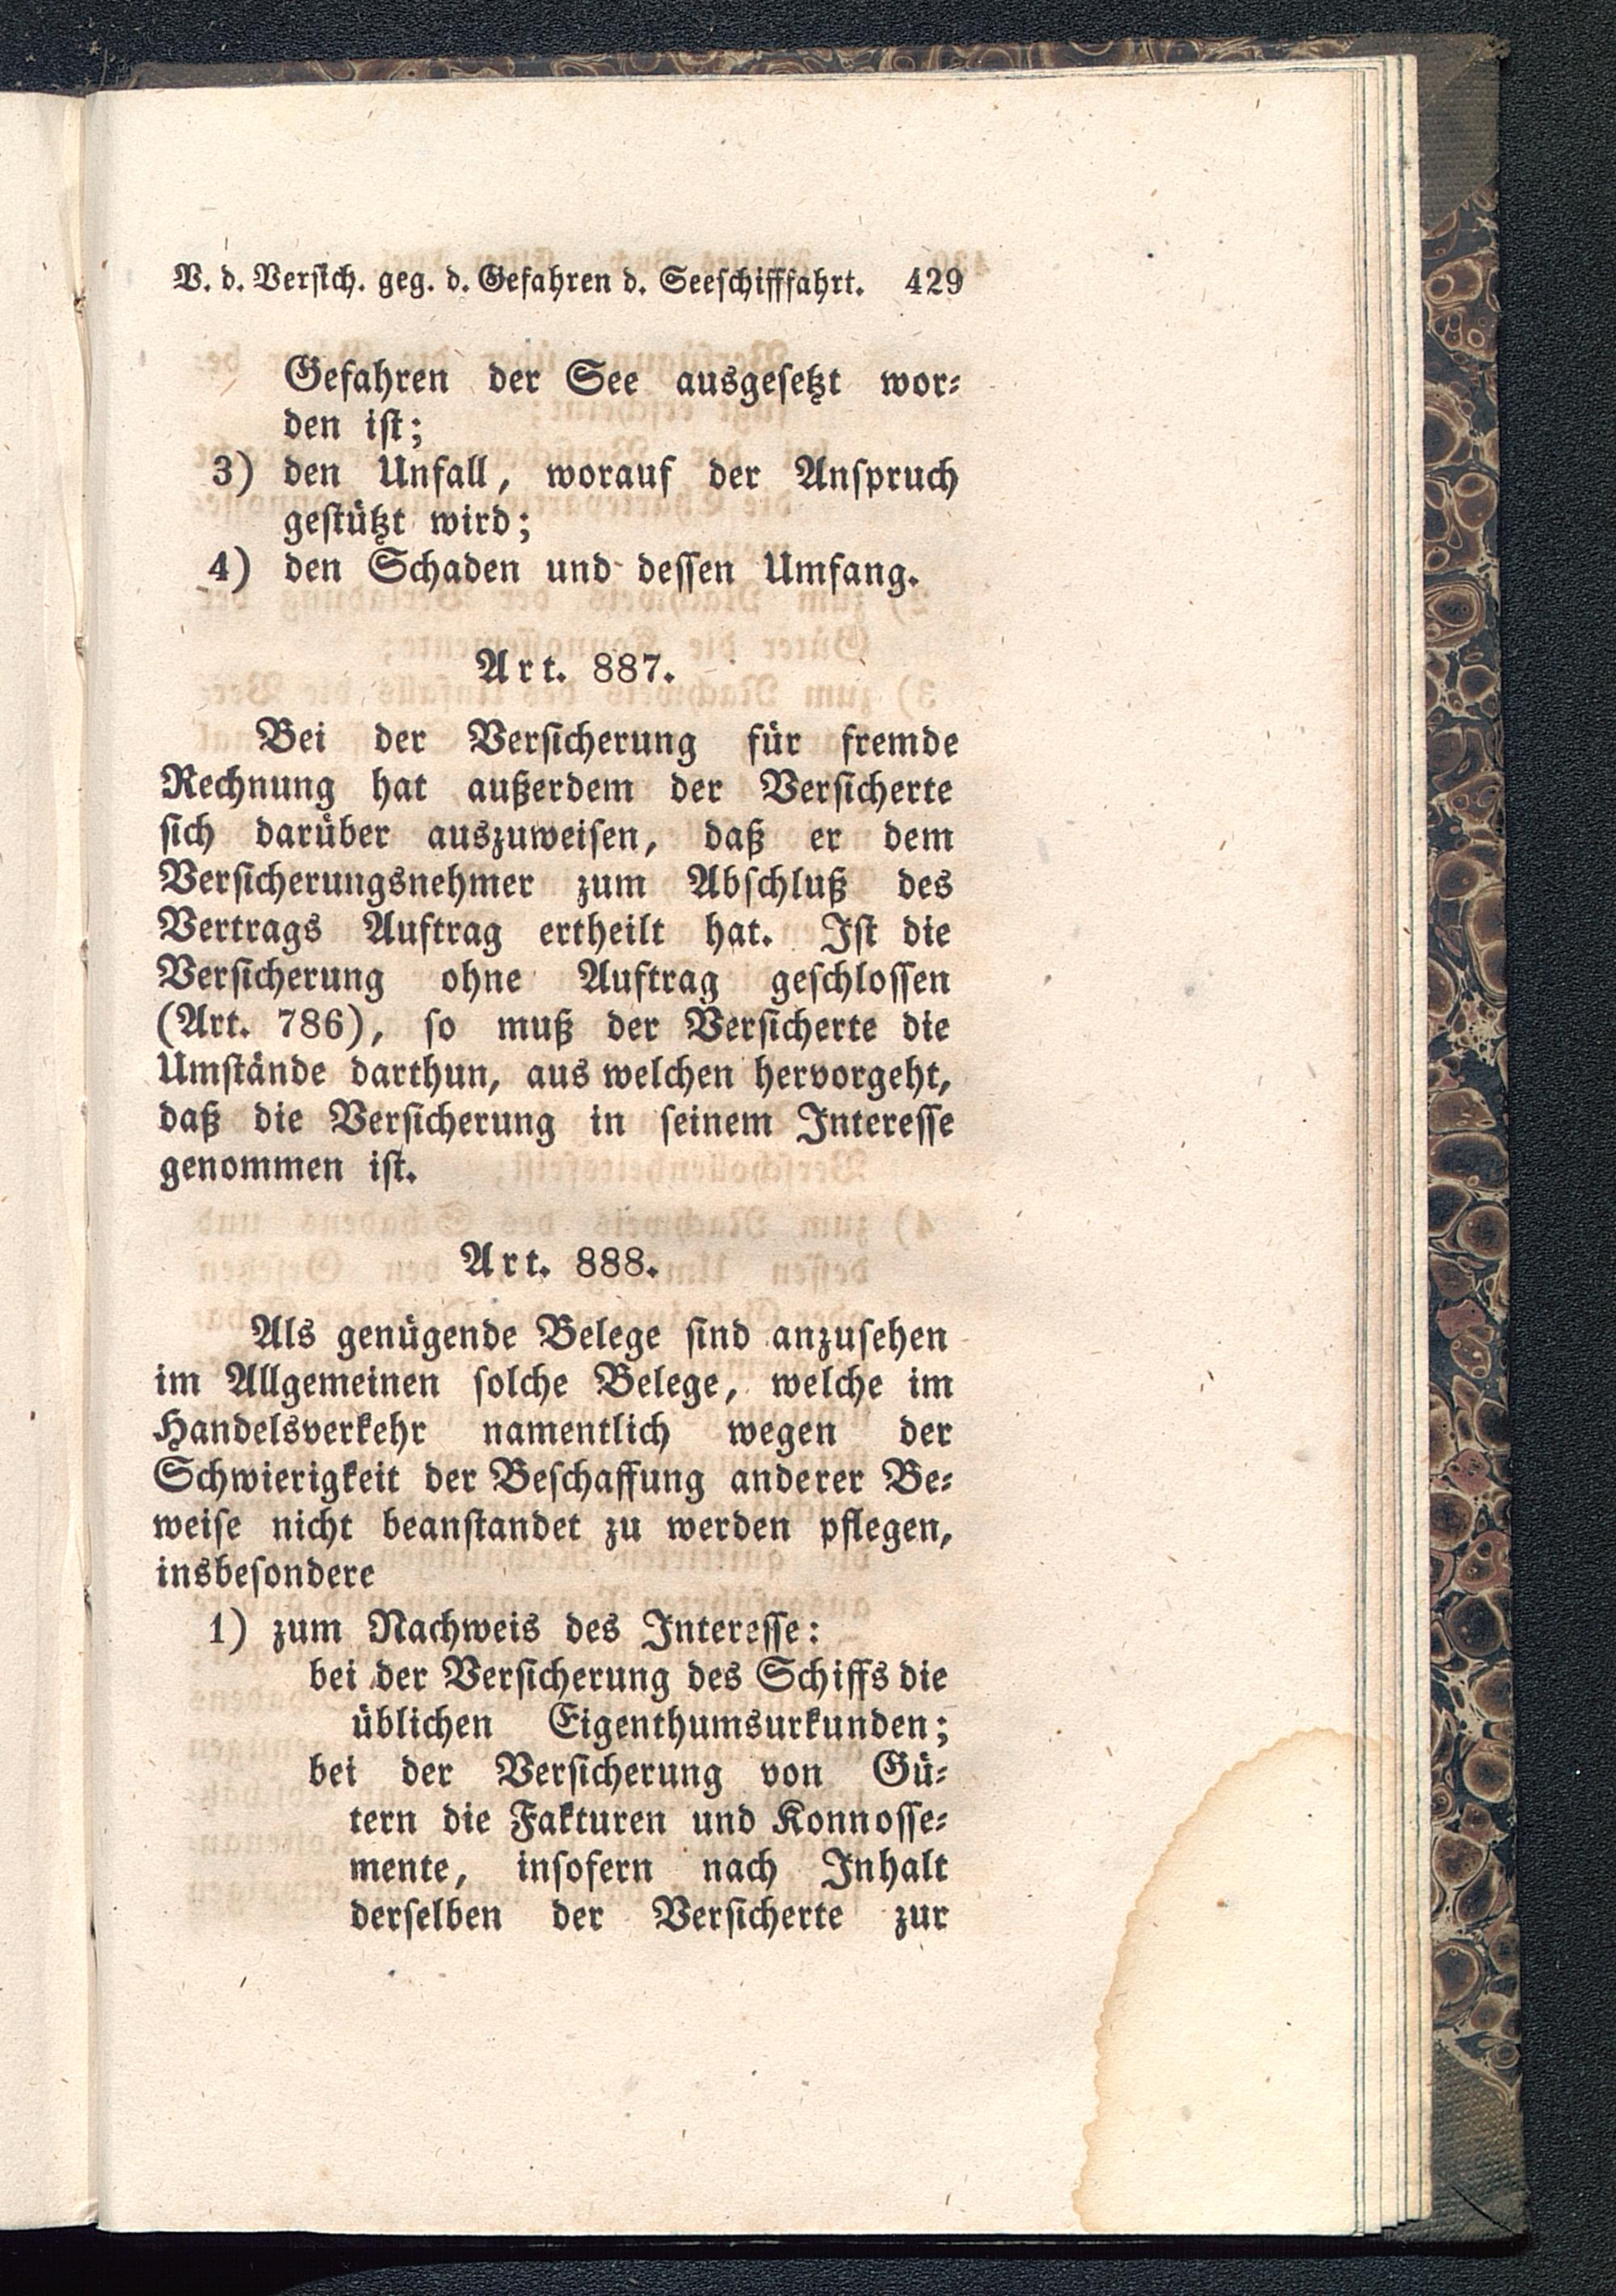 V. d. Verſich. geg. d. Gefahren d. Seeſchifffahrt. 429
Gefahren der See ausgeſetzt wor⸗
den iſt;
3) den Unfall, worauf der Anſpruch
geſtützt wird;
4) den Schaden und deſſen Umfang.
Art. 887.
Bei der Verſicherung für fremde
Rechnung hat außerdem der Verſicherte
ſich darüber auszuweiſen, daß er dem
Verſicherungsnehmer zum Abſchluß des
Vertrags Auftrag ertheilt hat. Iſt die
Verſicherung ohne Auftrag geſchloſſen
(Art. 786), ſo muß der Verſicherte die
Umſtände darthun, aus welchen hervorgeht,
daß die Verſicherung in ſeinem Intereſſe
genommen iſt.
Art. 888.
Als genügende Belege ſind anzuſehen
im Allgemeinen ſolche Belege, welche im
Handelsverkehr namentlich wegen der
Schwierigkeit der Beſchaffung anderer Be⸗
weiſe nicht beanſtandet zu werden pflegen,
insbeſondere
1) zum Nachweis des Intereſſe:
bei der Verſicherung des Schiffs die
üblichen Eigenthumsurkunden;
bei der Verſicherung von Gü⸗
tern die Fakturen und Konnoſſe⸗
mente, inſofern nach Inhalt
derſelben der Verſicherte zur